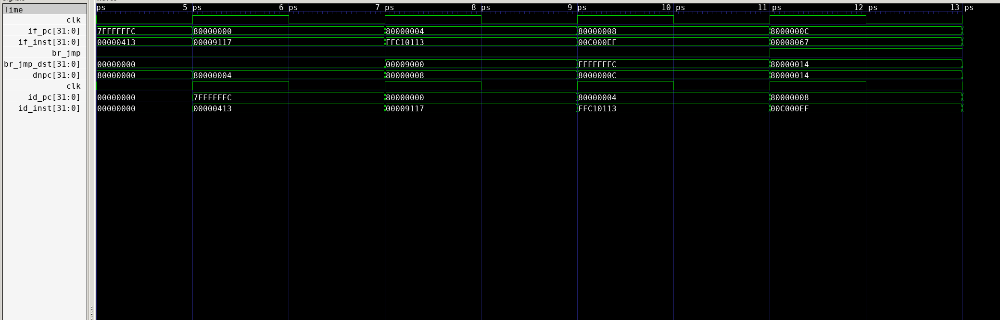 Time ps 5 ps 6 ps 7 ps 8 ps 9 ps 10 ps 11 ps 12 ps 13 ps
clk
if_pc[31:0] 7FFFFFFC 80000000 80000004 80000008 8000000C
if_inst[31:0] 00000413 00009117 FFC10113 00C000EF 00008067
br_jmp
br_jmp_dst[31:0] 00000000 00009000 FFFFFFFC 80000014
dnpc[31:0] 80000000 80000004 80000008 8000000C 80000014
clk
id_pc[31:0] 00000000 7FFFFFFC 80000000 80000004 80000008
id_inst[31:0] 00000000 00000413 00009117 FFC10113 00C000EF